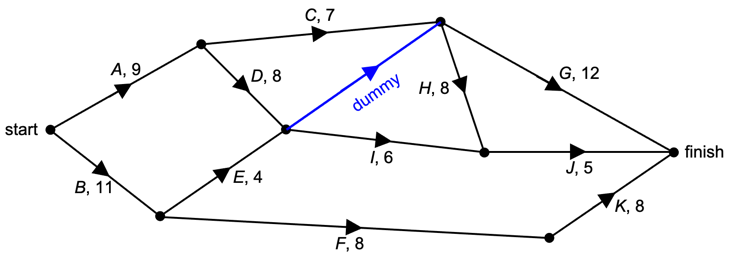 C, 7
A, 9
D, 8
H, 8
G, 12
dummy
start
I, 6
J, 5
finish
B, 11
E, 4
K, 8
F, 8